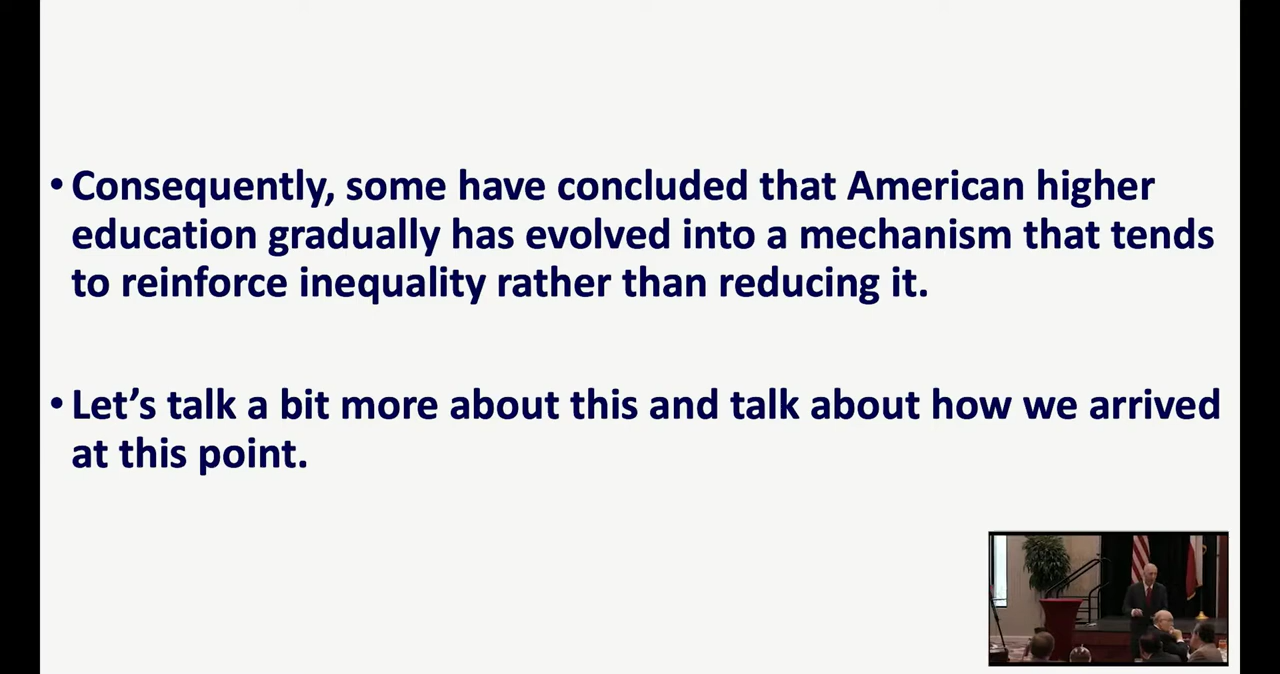 • Consequently, some have concluded that American higher
education gradually has evolved into a mechanism that tends
to reinforce inequality rather than reducing it.
• Let’s talk a bit more about this and talk about how we arrived
at this point.